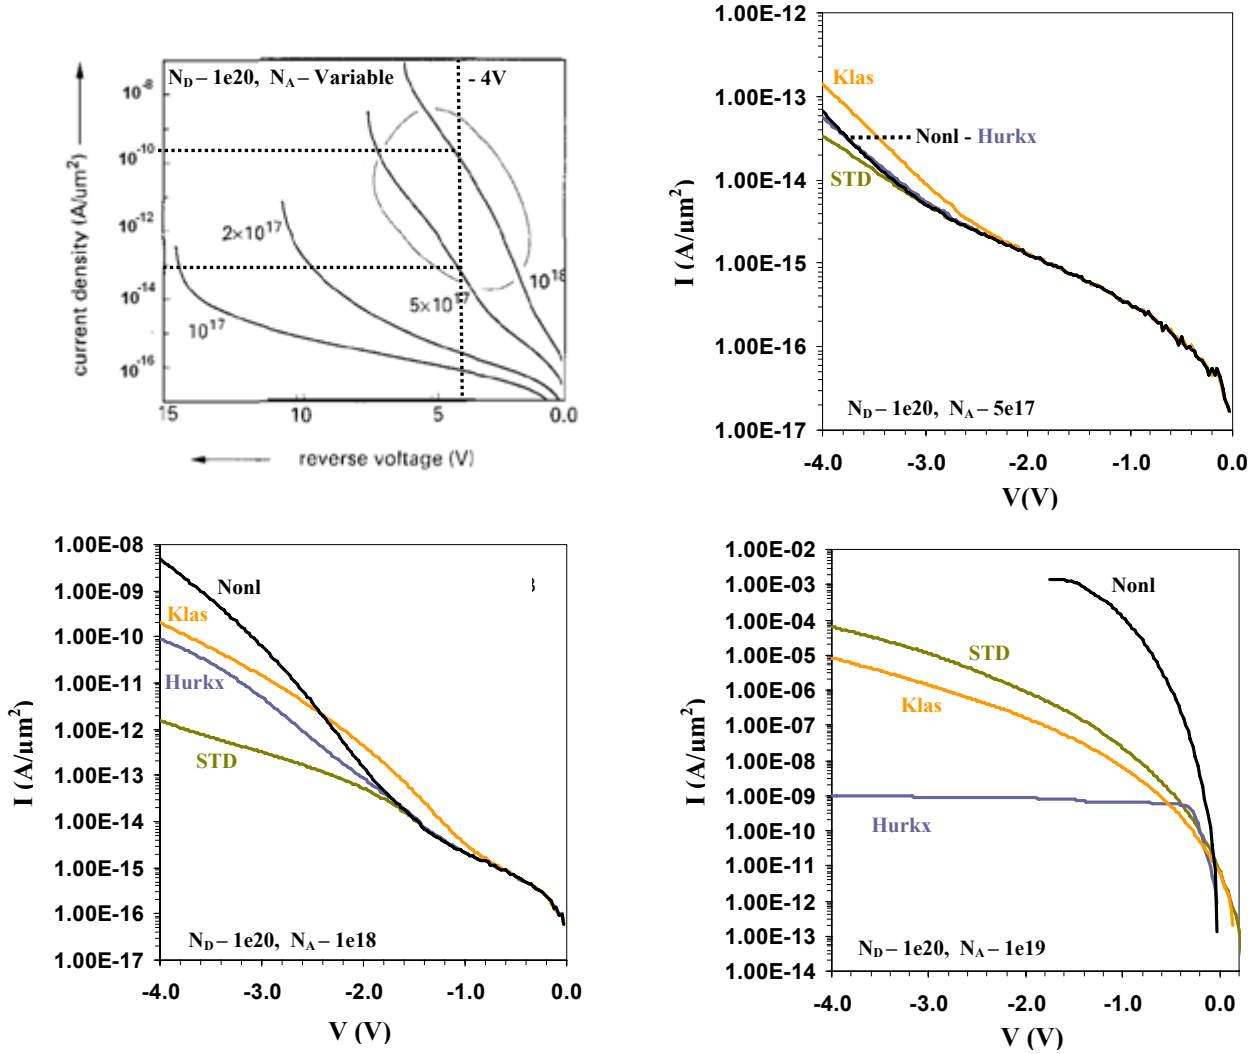 N_D – 1e20, N_A – Variable
- 4V
10^-8
10^-10
10^-12
10^-14
10^-16
current density (A/um^2)
2×10^17
10^17
5×10^17
10^18
15
10
5
0.0
reverse voltage (V)
1.00E-12
1.00E-13
1.00E-14
1.00E-15
1.00E-16
1.00E-17
I (A/μm^2)
Klas
Nonl - Hurkx
STD
N_D – 1e20, N_A – 5e17
-4.0
-3.0
-2.0
-1.0
0.0
V(V)
1.00E-08
1.00E-09
1.00E-10
1.00E-11
1.00E-12
1.00E-13
1.00E-14
1.00E-15
1.00E-16
1.00E-17
I (A/μm^2)
Nonl
Klas
Hurkx
STD
N_D – 1e20, N_A – 1e18
-4.0
-3.0
-2.0
-1.0
0.0
V (V)
1.00E-02
1.00E-03
1.00E-04
1.00E-05
1.00E-06
1.00E-07
1.00E-08
1.00E-09
1.00E-10
1.00E-11
1.00E-12
1.00E-13
1.00E-14
I (A/μm^2)
Nonl
STD
Klas
Hurkx
N_D – 1e20, N_A – 1e19
-4.0
-3.0
-2.0
-1.0
0.0
V (V)